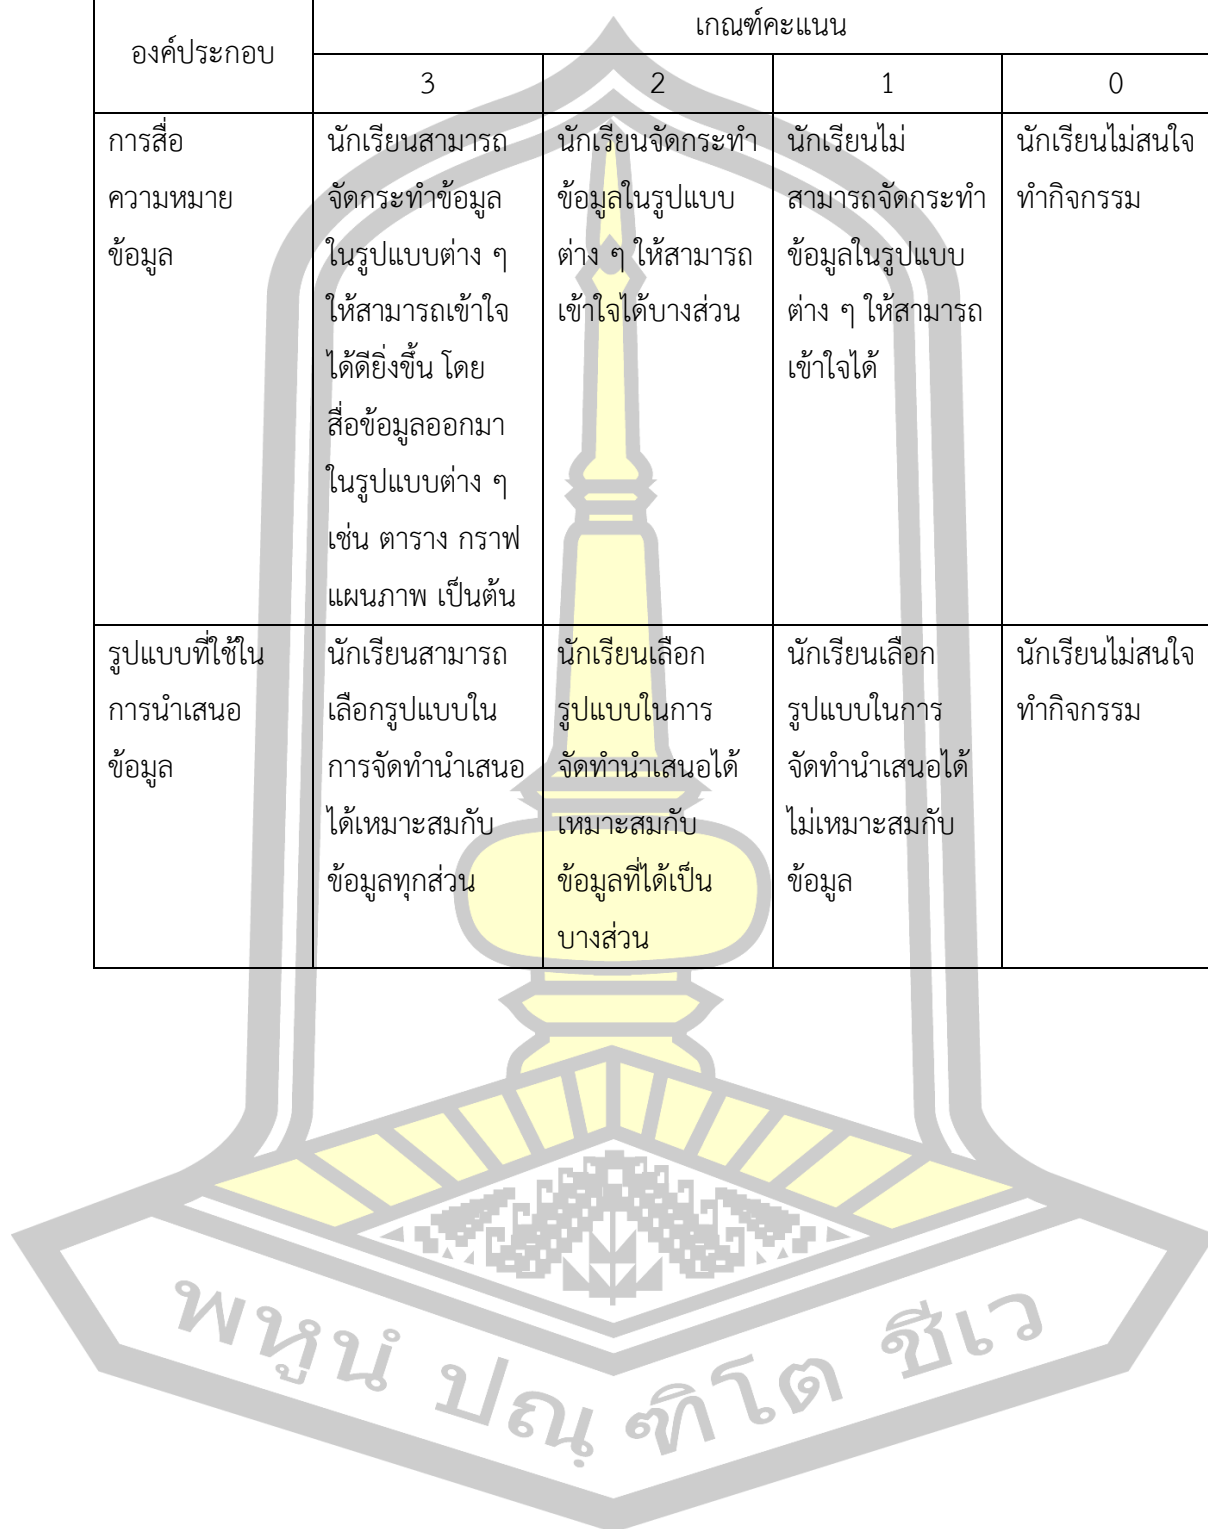 องค์ประกอบ
เกณฑ์คะแนน
3
2
1
0
การสื่อ
ความหมาย
ข้อมูล
นักเรียนสามารถ
จัดกระทำข้อมูล
ในรูปแบบต่าง ๆ
ให้สามารถเข้าใจ
ได้ดียิ่งขึ้น โดย
สื่อข้อมูลออกมา
ในรูปแบบต่าง ๆ
เช่น ตาราง กราฟ
แผนภาพ เป็นต้น
นักเรียนจัดกระทำ
ข้อมูลในรูปแบบ
ต่าง ๆ ให้สามารถ
เข้าใจได้บางส่วน
นักเรียนไม่
สามารถจัดกระทำ
ข้อมูลในรูปแบบ
ต่าง ๆ ให้สามารถ
เข้าใจได้
นักเรียนไม่สนใจ
ทำกิจกรรม
รูปแบบที่ใช้ใน
การนำเสนอ
ข้อมูล
นักเรียนสามารถ
เลือกรูปแบบใน
การจัดทำนำเสนอ
ได้เหมาะสมกับ
ข้อมูลทุกส่วน
นักเรียนเลือก
รูปแบบในการ
จัดทำนำเสนอได้
เหมาะสมกับ
ข้อมูลที่ได้เป็น
บางส่วน
นักเรียนเลือก
รูปแบบในการ
จัดทำนำเสนอได้
ไม่เหมาะสมกับ
ข้อมูล
นักเรียนไม่สนใจ
ทำกิจกรรม
พหูนํ ปณฺฑิโต ชีเว